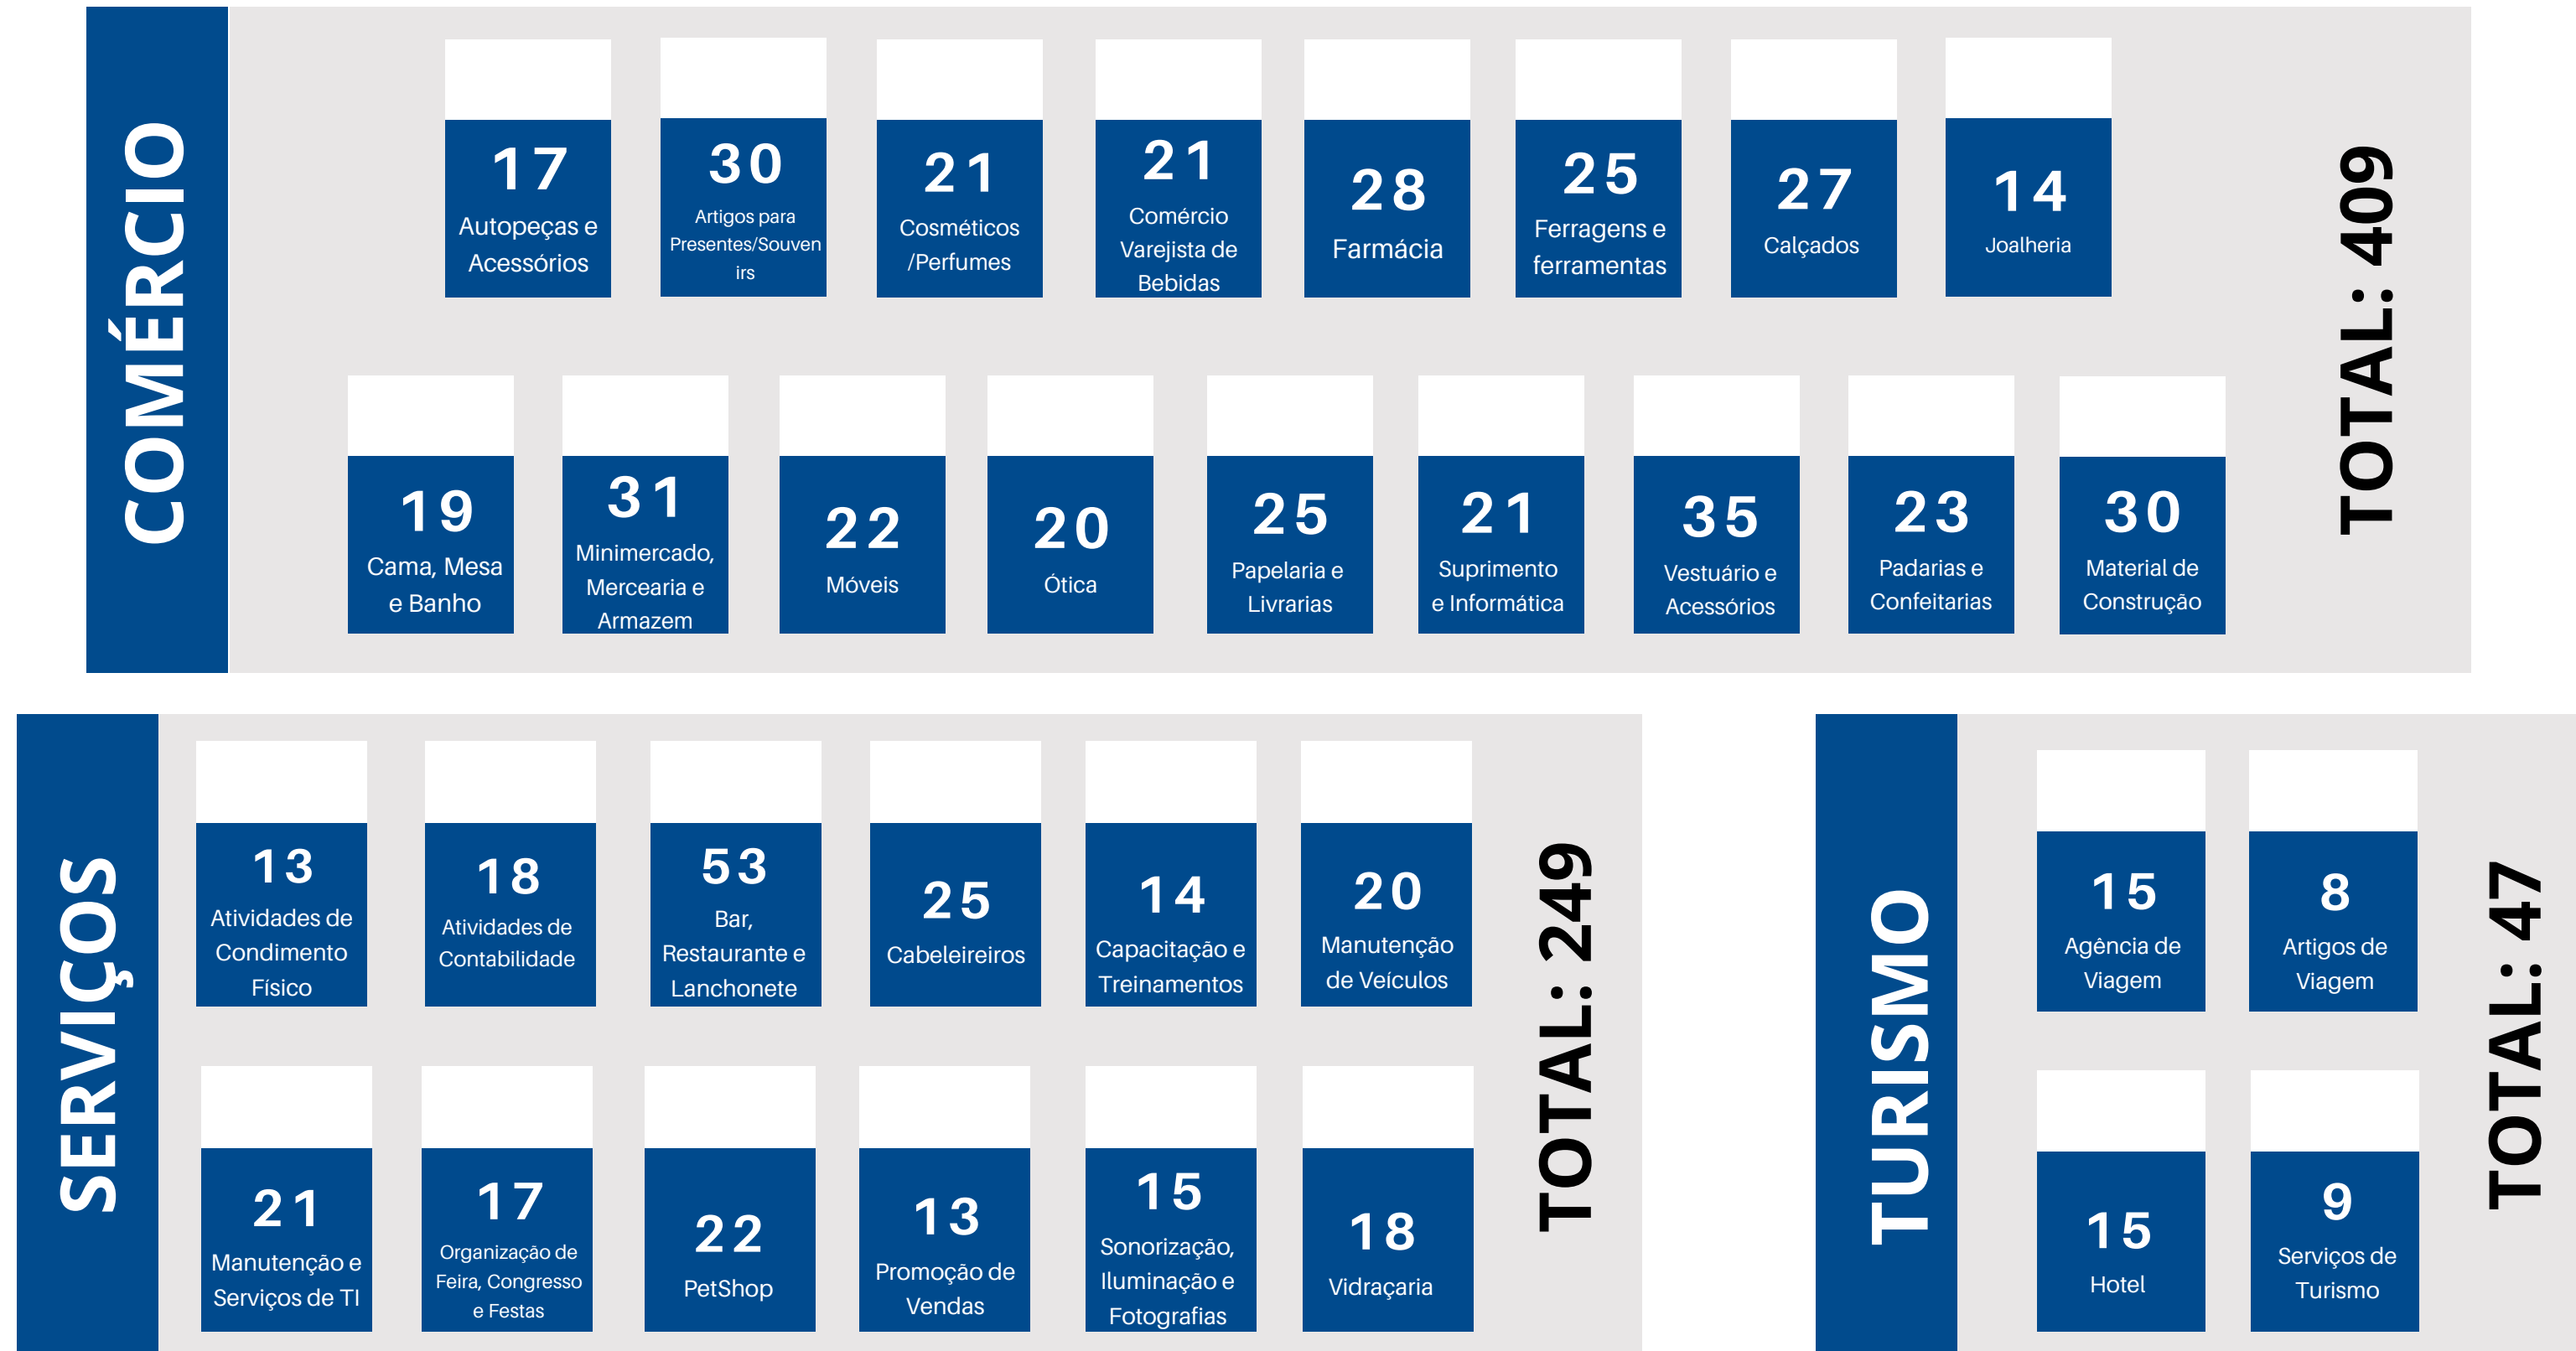 COMÉRCIO
17
Autopeças e
Acessórios
30
Artigos para
Presentes/Souven
irs
21
Cosméticos
/Perfumes
21
Comércio
Varejista de
Bebidas
28
Farmácia
25
Ferragens e
ferramentas
27
Calçados
14
Joalheria
19
Cama, Mesa
e Banho
31
Minimercado,
Mercearia e
Armazem
22
Móveis
20
Ótica
25
Papelaria e
Livrarias
21
Suprimento
e Informática
35
Vestuário e
Acessórios
23
Padarias e
Confeitarias
30
Material de
Construção
TOTAL: 409
SERVIÇOS
13
Atividades de
Condimento
Físico
18
Atividades de
Contabilidade
53
Bar,
Restaurante e
Lanchonete
25
Cabeleireiros
14
Capacitação e
Treinamentos
20
Manutenção
de Veículos
21
Manutenção e
Serviços de TI
17
Organização de
Feira, Congresso
e Festas
22
PetShop
13
Promoção de
Vendas
15
Sonorização,
Iluminação e
Fotografias
18
Vidraçaria
TOTAL: 249
TURISMO
15
Agência de
Viagem
8
Artigos de
Viagem
15
Hotel
9
Serviços de
Turismo
TOTAL: 47